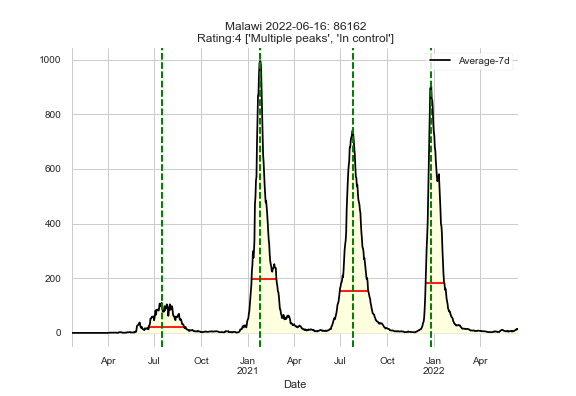 Malawi 2022-06-16: 86162
Rating:4 ['Multiple peaks', 'In control']
Average-7d
1000
800
600
400
200
0
Apr Jul Oct Jan Apr Jul Oct Jan Apr
2021 2022
Date